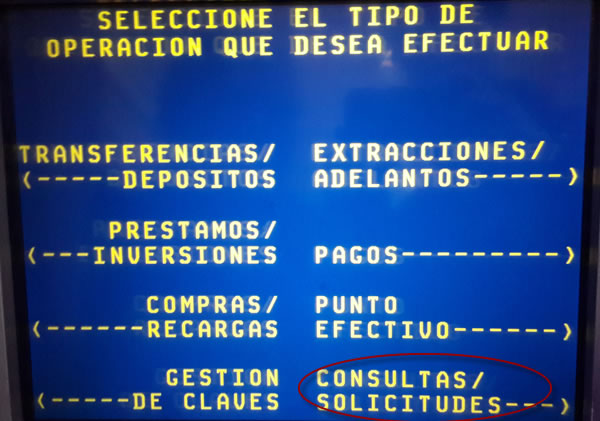 SELECCIONE EL TIPO DE
OPERACION QUE DESEA EFECTUAR
TRANSFERENCIAS/ EXTRACCIONES/
<-----DEPOSITOS ADELANTOS----->
PRESTAMOS/
<---INVERSIONES PAGOS--------->
COMPRAS/ PUNTO
<------RECARGAS EFECTIVO------>
GESTION CONSULTAS/
<-----DE CLAVES SOLICITUDES--->